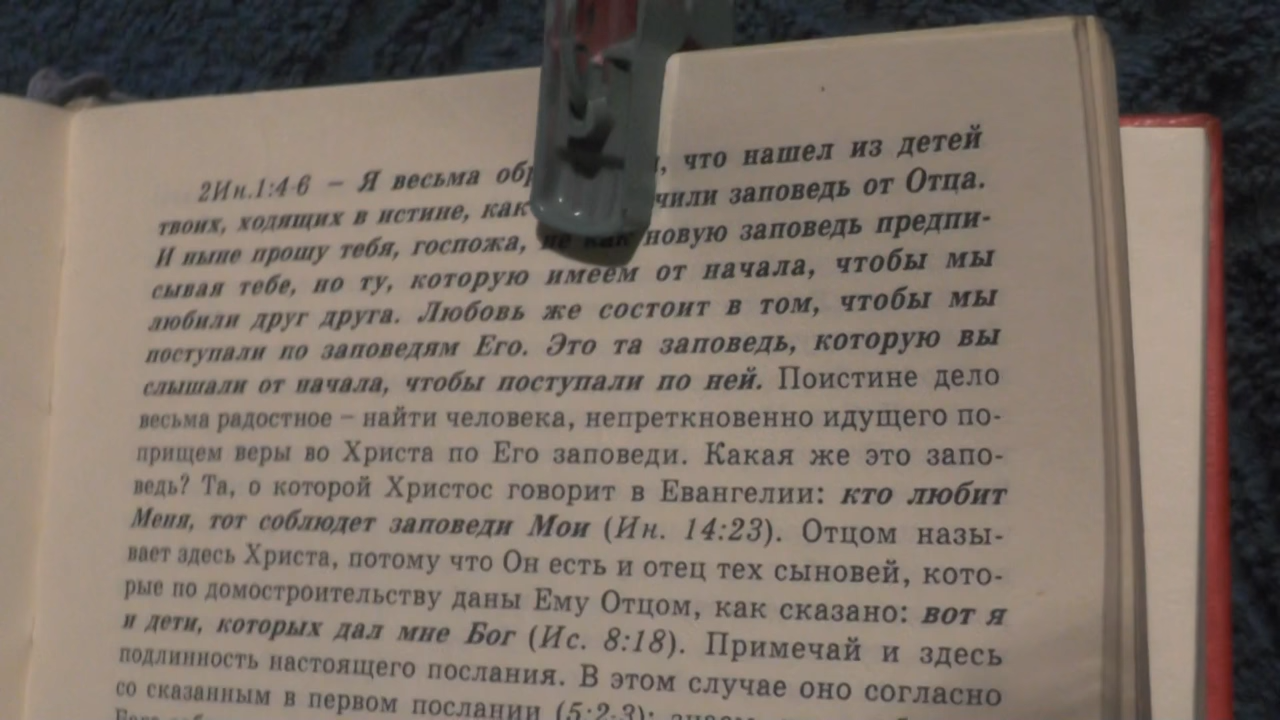 2Ин.1:4-6 – Я весьма что нашел из детей
твоих, ходящих в истине, как заповедь от Отца.
И ныне прошу тебя, госпожа, не как новую заповедь предпи-
сывая тебе, но ту, которую имеем от начала, чтобы мы
любили друг друга. Любовь же состоит в том, чтобы мы
поступали по заповедям Его. Это та заповедь, которую вы
слышали от начала, чтобы поступали по ней. Поистине дело
весьма радостное – найти человека, непреткновенно идущего по-
прищем веры во Христа по Его заповеди. Какая же это запо-
ведь? Та, о которой Христос говорит в Евангелии: кто любит
Меня, тот соблюдет заповеди Мои (Ин. 14:23). Отцом назы-
вает здесь Христа, потому что Он есть и отец тех сыновей, кото-
рые по домостроительству даны Ему Отцом, как сказано: вот я
и дети, которых дал мне Бог (Ис. 8:18). Примечай и здесь
подлинность настоящего послания. В этом случае оно согласно
со сказанным в первом послании (5:2-3):